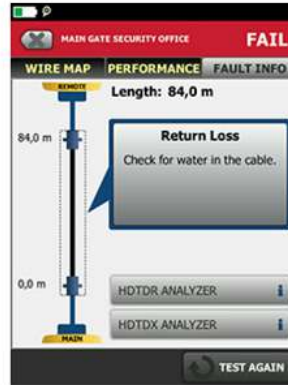 MAIN GATE SECURITY OFFICE
FAIL
WIRE MAP
PERFORMANCE
FAULT INFO
REMOTE
Length: 84,0 m
84,0 m
Return Loss
Check for water in the cable.
0,0 m
HDTDR ANALYZER
i
HDTDX ANALYZER
i
MAIN
TEST AGAIN